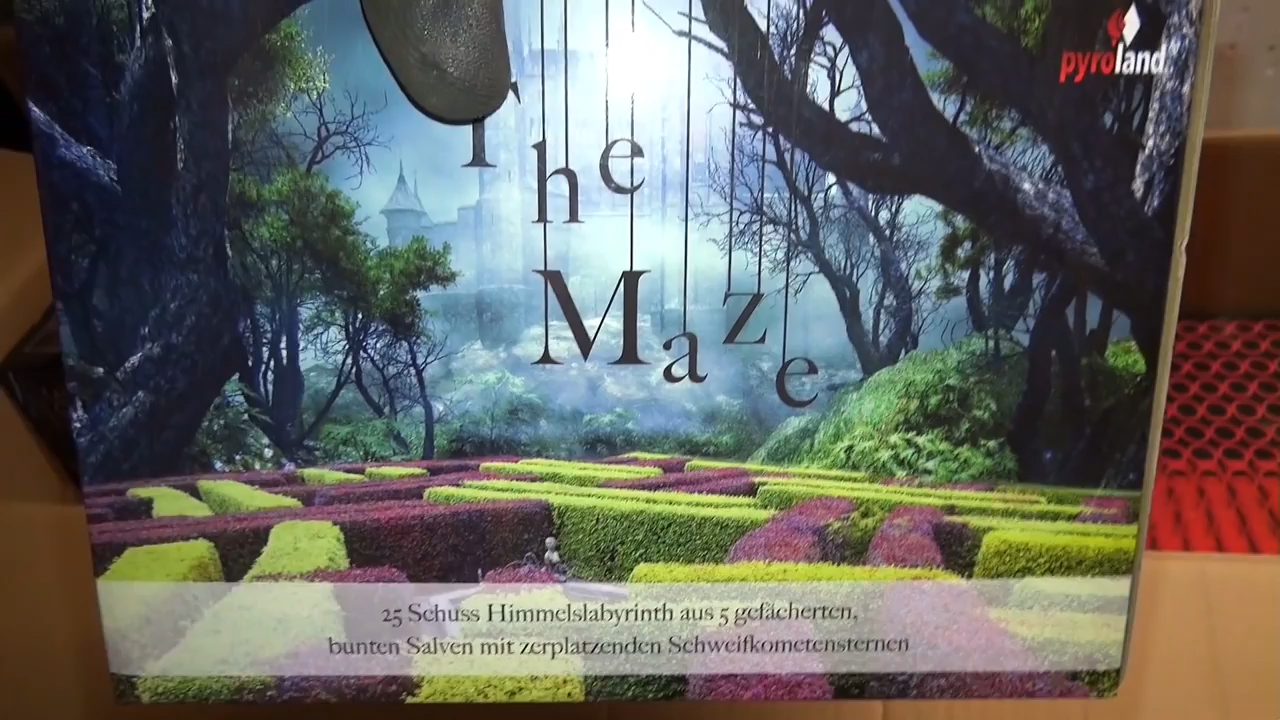 pyroland
The
Maze
25 Schuss Himmelslabyrinth aus 5 gefächerten,
bunten Salven mit zerplatzenden Schweifkometensternen